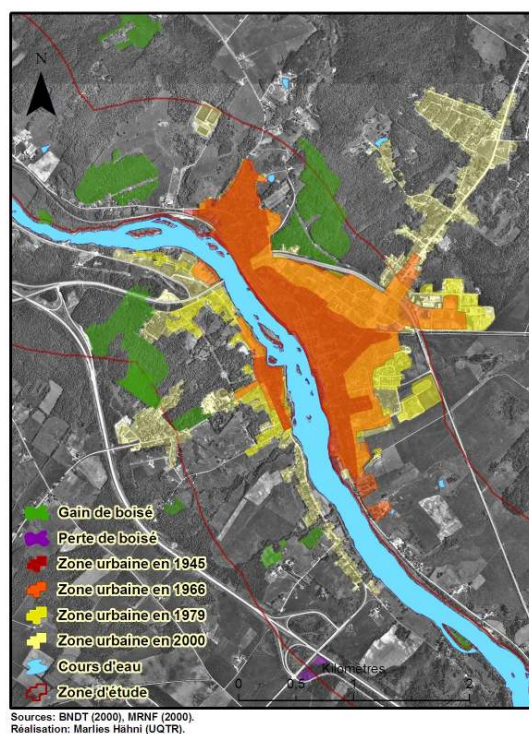 N
Gain de boisé
Perte de boisé
Zone urbaine en 1945
Zone urbaine en 1966
Zone urbaine en 1979
Zone urbaine en 2000
Cours d'eau
Zone d'étude
Kilomètres
0 0,5 1 2
Sources: BNDT (2000), MRNF (2000).
Réalisation: Marlies Hähni (UQTR).